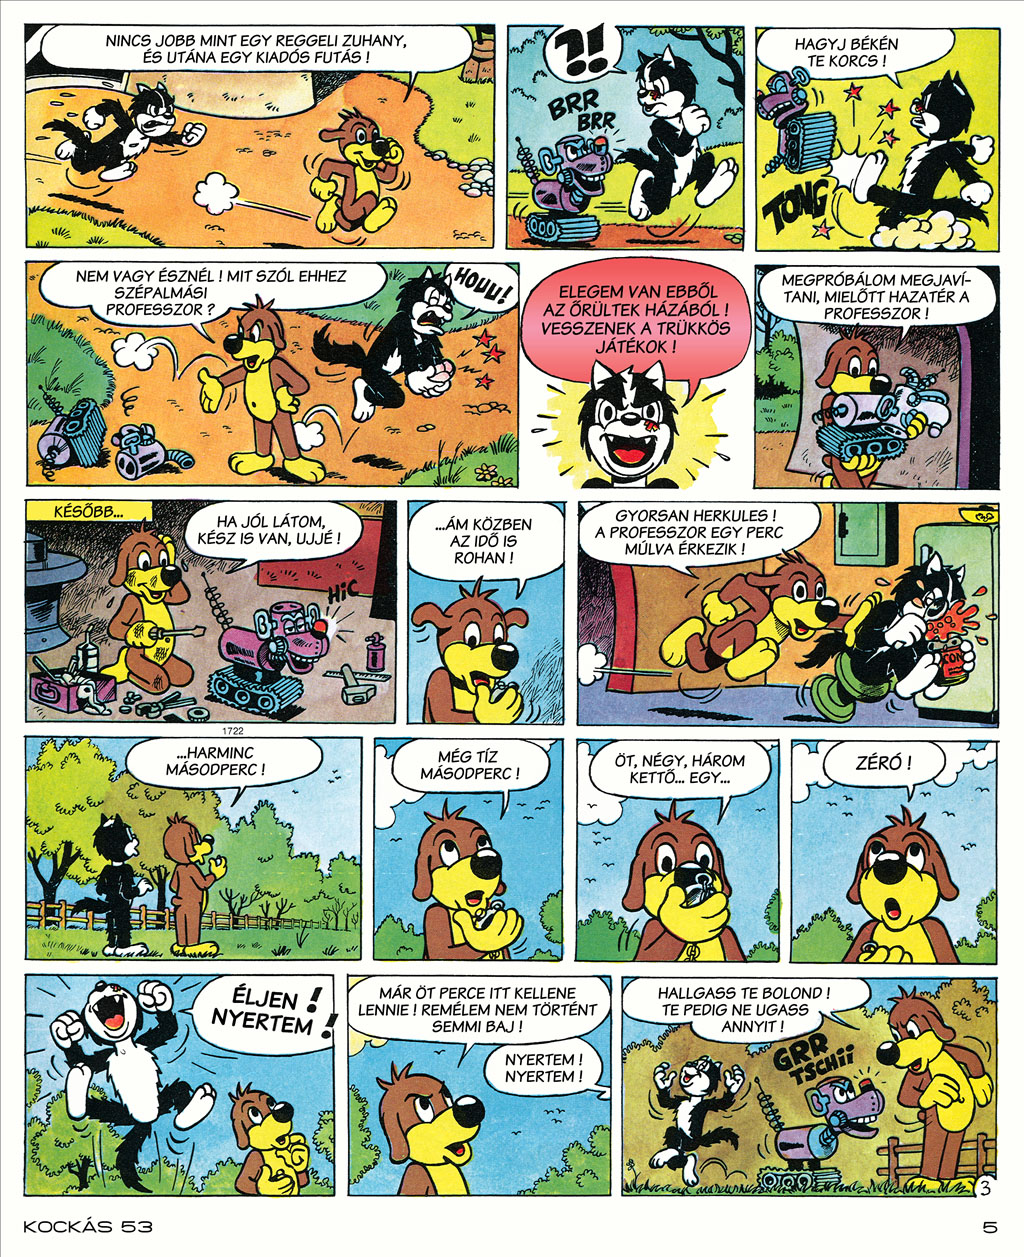 NINCS JOBB MINT EGY REGGELI ZUHANY,
ÉS UTÁNA EGY KIADÓS FUTÁS !
?!
BRR
BRR
HAGYJ BÉKÉN
TE KORCS !
TONG
NEM VAGY ÉSZNÉL ! MIT SZÓL EHHEZ
SZÉPALMÁSI
PROFESSZOR ?
HOUU!
ELEGEM VAN EBBŐL
AZ ŐRÜLTEK HÁZÁBÓL !
VESSZENEK A TRÜKKÖS
JÁTÉKOK !
MEGPRÓBÁLOM MEGJAVÍ-
TANI, MIELŐTT HAZATÉR A
PROFESSZOR !
KÉSŐBB...
HA JÓL LÁTOM,
KÉSZ IS VAN, UJJÉ !
HIC
...ÁM KÖZBEN
AZ IDŐ IS
ROHAN !
GYORSAN HERKULES !
A PROFESSZOR EGY PERC
MÚLVA ÉRKEZIK !
CON
1722
...HARMINC
MÁSODPERC !
MÉG TÍZ
MÁSODPERC !
ÖT, NÉGY, HÁROM
KETTŐ... EGY...
ZÉRÓ !
ÉLJEN !
NYERTEM !
MÁR ÖT PERCE ITT KELLENE
LENNIE ! REMÉLEM NEM TÖRTÉNT
SEMMI BAJ !
NYERTEM !
NYERTEM !
HALLGASS TE BOLOND !
TE PEDIG NE UGASS
ANNYIT !
GRR
TSCHii
3
KOCKÁS 53
5